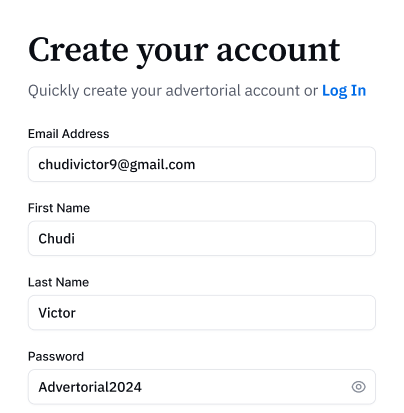 Create your account
Quickly create your advertorial account or Log In
Email Address
chudivictor9@gmail.com
First Name
Chudi
Last Name
Victor
Password
Advertorial2024